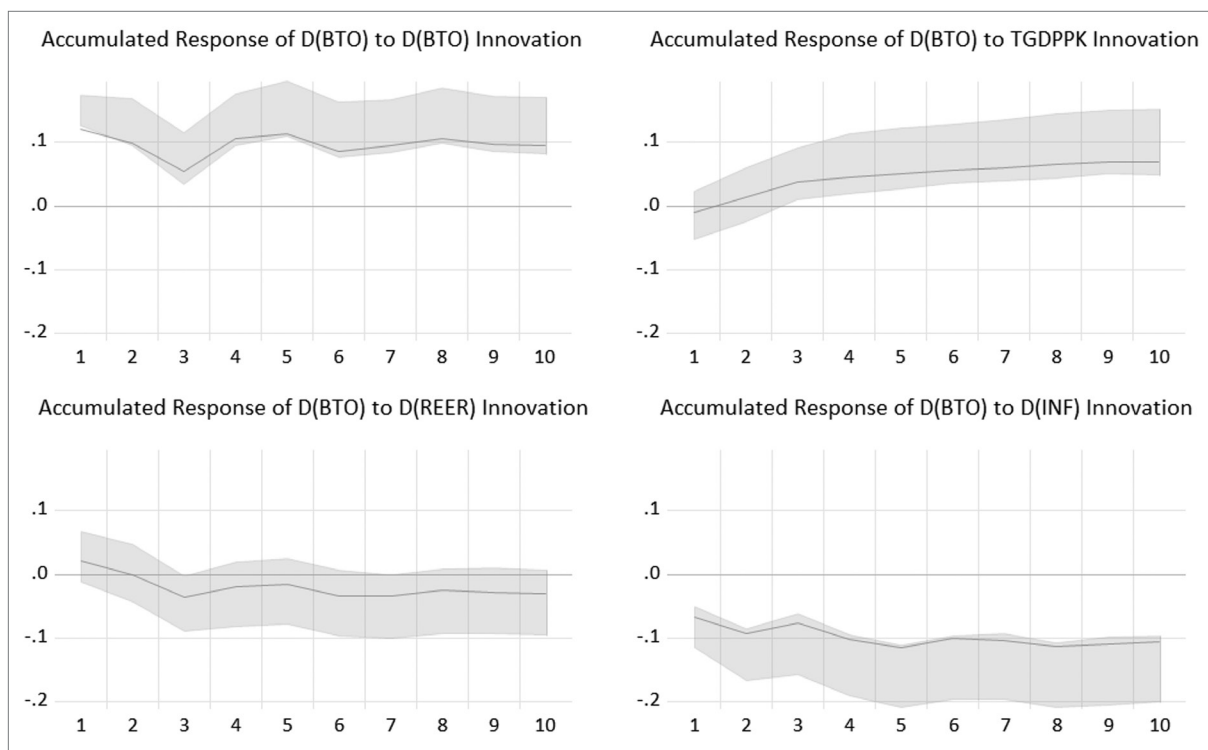 Accumulated Response of D(BTO) to D(BTO) Innovation
.1
.0
-.1
-.2
1 2 3 4 5 6 7 8 9 10
Accumulated Response of D(BTO) to TGDPPK Innovation
.1
.0
-.1
-.2
1 2 3 4 5 6 7 8 9 10
Accumulated Response of D(BTO) to D(REER) Innovation
.1
.0
-.1
-.2
1 2 3 4 5 6 7 8 9 10
Accumulated Response of D(BTO) to D(INF) Innovation
.1
.0
-.1
-.2
1 2 3 4 5 6 7 8 9 10